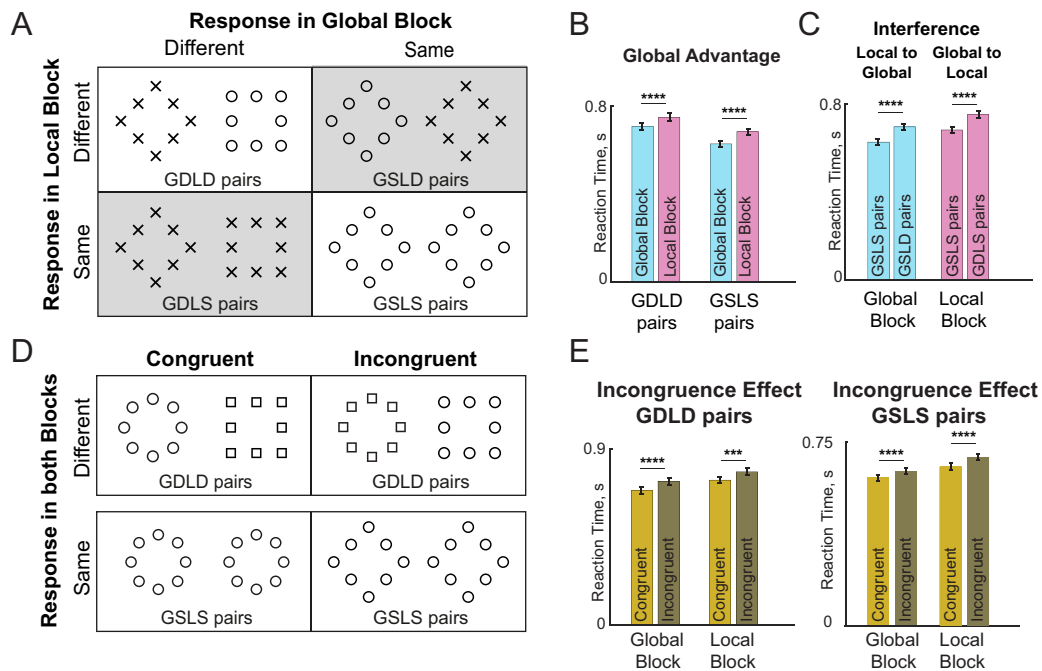 A
Response in Global Block
Different
Same
Response in Local Block
Different
Same
GDLD pairs
GSLD pairs
GDLS pairs
GSLS pairs
B
Global Advantage
Reaction Time, s
0.8
0
****
****
Global Block
Local Block
Global Block
Local Block
GDLD
pairs
GSLS
pairs
C
Interference
Local to
Global
Global to
Local
Reaction Time, s
0.8
0
****
****
GSLS pairs
GSLD pairs
GSLS pairs
GDLS pairs
Global
Block
Local
Block
D
Congruent
Incongruent
Response in both Blocks
Different
Same
GDLD pairs
GDLD pairs
GSLS pairs
GSLS pairs
E
Incongruence Effect
GDLD pairs
Reaction Time, s
0.9
0
****
***
Congruent
Incongruent
Congruent
Incongruent
Global
Block
Local
Block
Incongruence Effect
GSLS pairs
Reaction Time, s
0.75
0
****
****
Congruent
Incongruent
Congruent
Incongruent
Global
Block
Local
Block